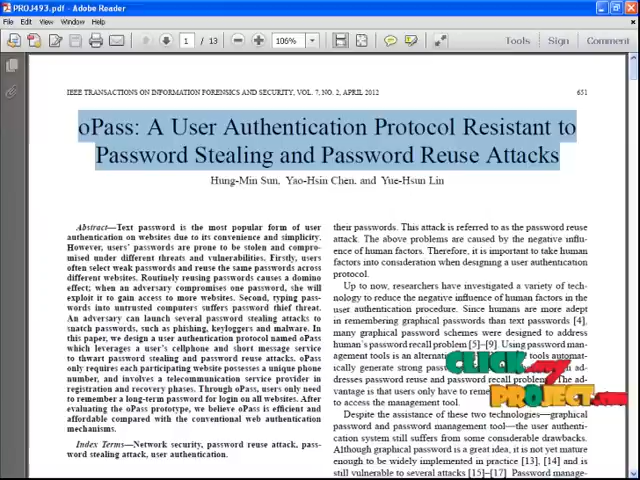 PROJ493.pdf - Adobe Reader
File Edit View Window Help
1 / 13 106% Tools Sign Comment
IEEE TRANSACTIONS ON INFORMATION FORENSICS AND SECURITY, VOL. 7, NO. 2, APRIL 2012 651
oPass: A User Authentication Protocol Resistant to
Password Stealing and Password Reuse Attacks
Hung-Min Sun, Yao-Hsin Chen, and Yue-Hsun Lin
Abstract—Text password is the most popular form of user
authentication on websites due to its convenience and simplicity.
However, users' passwords are prone to be stolen and compro-
mised under different threats and vulnerabilities. Firstly, users
often select weak passwords and reuse the same passwords across
different websites. Routinely reusing passwords causes a domino
effect; when an adversary compromises one password, she will
exploit it to gain access to more websites. Second, typing pass-
words into untrusted computers suffers password thief threat.
An adversary can launch several password stealing attacks to
snatch passwords, such as phishing, keyloggers and malware. In
this paper, we design a user authentication protocol named oPass
which leverages a user's cellphone and short message service
to thwart password stealing and password reuse attacks. oPass
only requires each participating website possesses a unique phone
number, and involves a telecommunication service provider in
registration and recovery phases. Through oPass, users only need
to remember a long-term password for login on all websites. After
evaluating the oPass prototype, we believe oPass is efficient and
affordable compared with the conventional web authentication
mechanisms.
Index Terms—Network security, password reuse attack, pass-
word stealing attack, user authentication.
their passwords. This attack is referred to as the password reuse
attack. The above problems are caused by the negative influ-
ence of human factors. Therefore, it is important to take human
factors into consideration when designing a user authentication
protocol.
Up to now, researchers have investigated a variety of tech-
nology to reduce the negative influence of human factors in the
user authentication procedure. Since humans are more adept
in remembering graphical passwords than text passwords [4],
many graphical password schemes were designed to address
human's password recall problem [5]–[9]. Using password man-
agement tools is an alternative tools autom-
atically generate strong passwords ad-
dresses password reuse and password recall problems. The ad-
vantage is that users only have to
to access the management tool.
Despite the assistance of these two technologies—graphical
password and password management tool—the user authenti-
cation system still suffers from some considerable drawbacks.
Although graphical password is a great idea, it is not yet mature
enough to be widely implemented in practice [13], [14] and is
still vulnerable to several attacks [15]–[17]. Password manage-
CLICK
PROJECT.COM